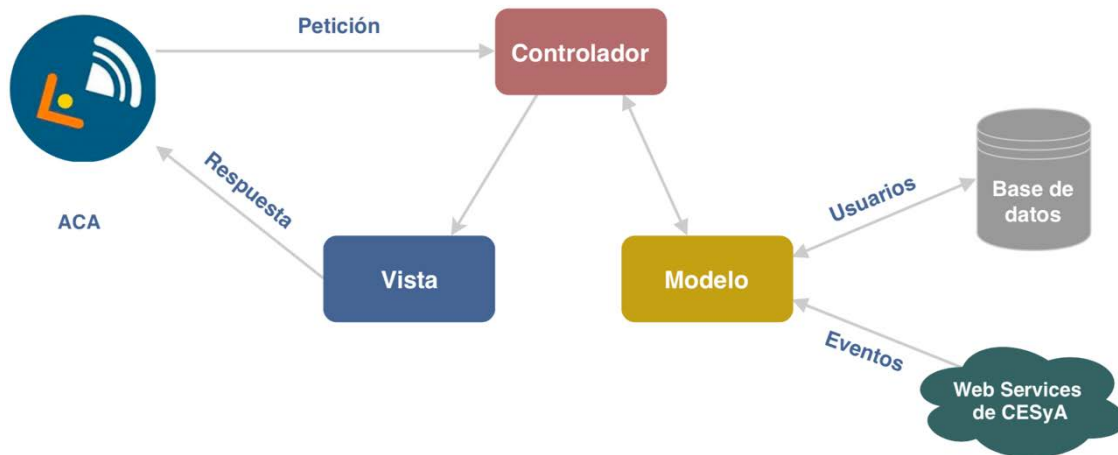 Petición
Controlador
Respuesta
ACA
Usuarios
Base de
datos
Vista
Modelo
Eventos
Web Services
de CESyA